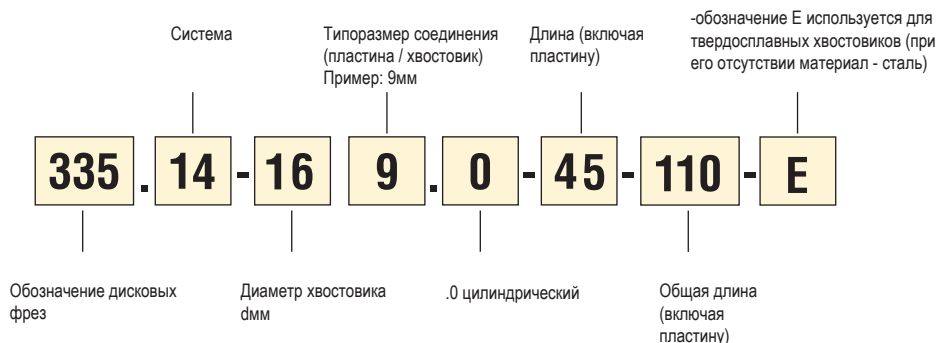 Система
Типоразмер соединения
(пластина / хвостовик)
Пример: 9мм
Длина (включая
пластину)
-обозначение E используется для
твердосплавных хвостовиков (при
его отсутствии материал - сталь)
335 . 14 - 16 9 . 0 - 45 - 110 - E
Обозначение дисковых
фрез
Диаметр хвостовика
dмм
.0 цилиндрический
Общая длина
(включая
пластину)